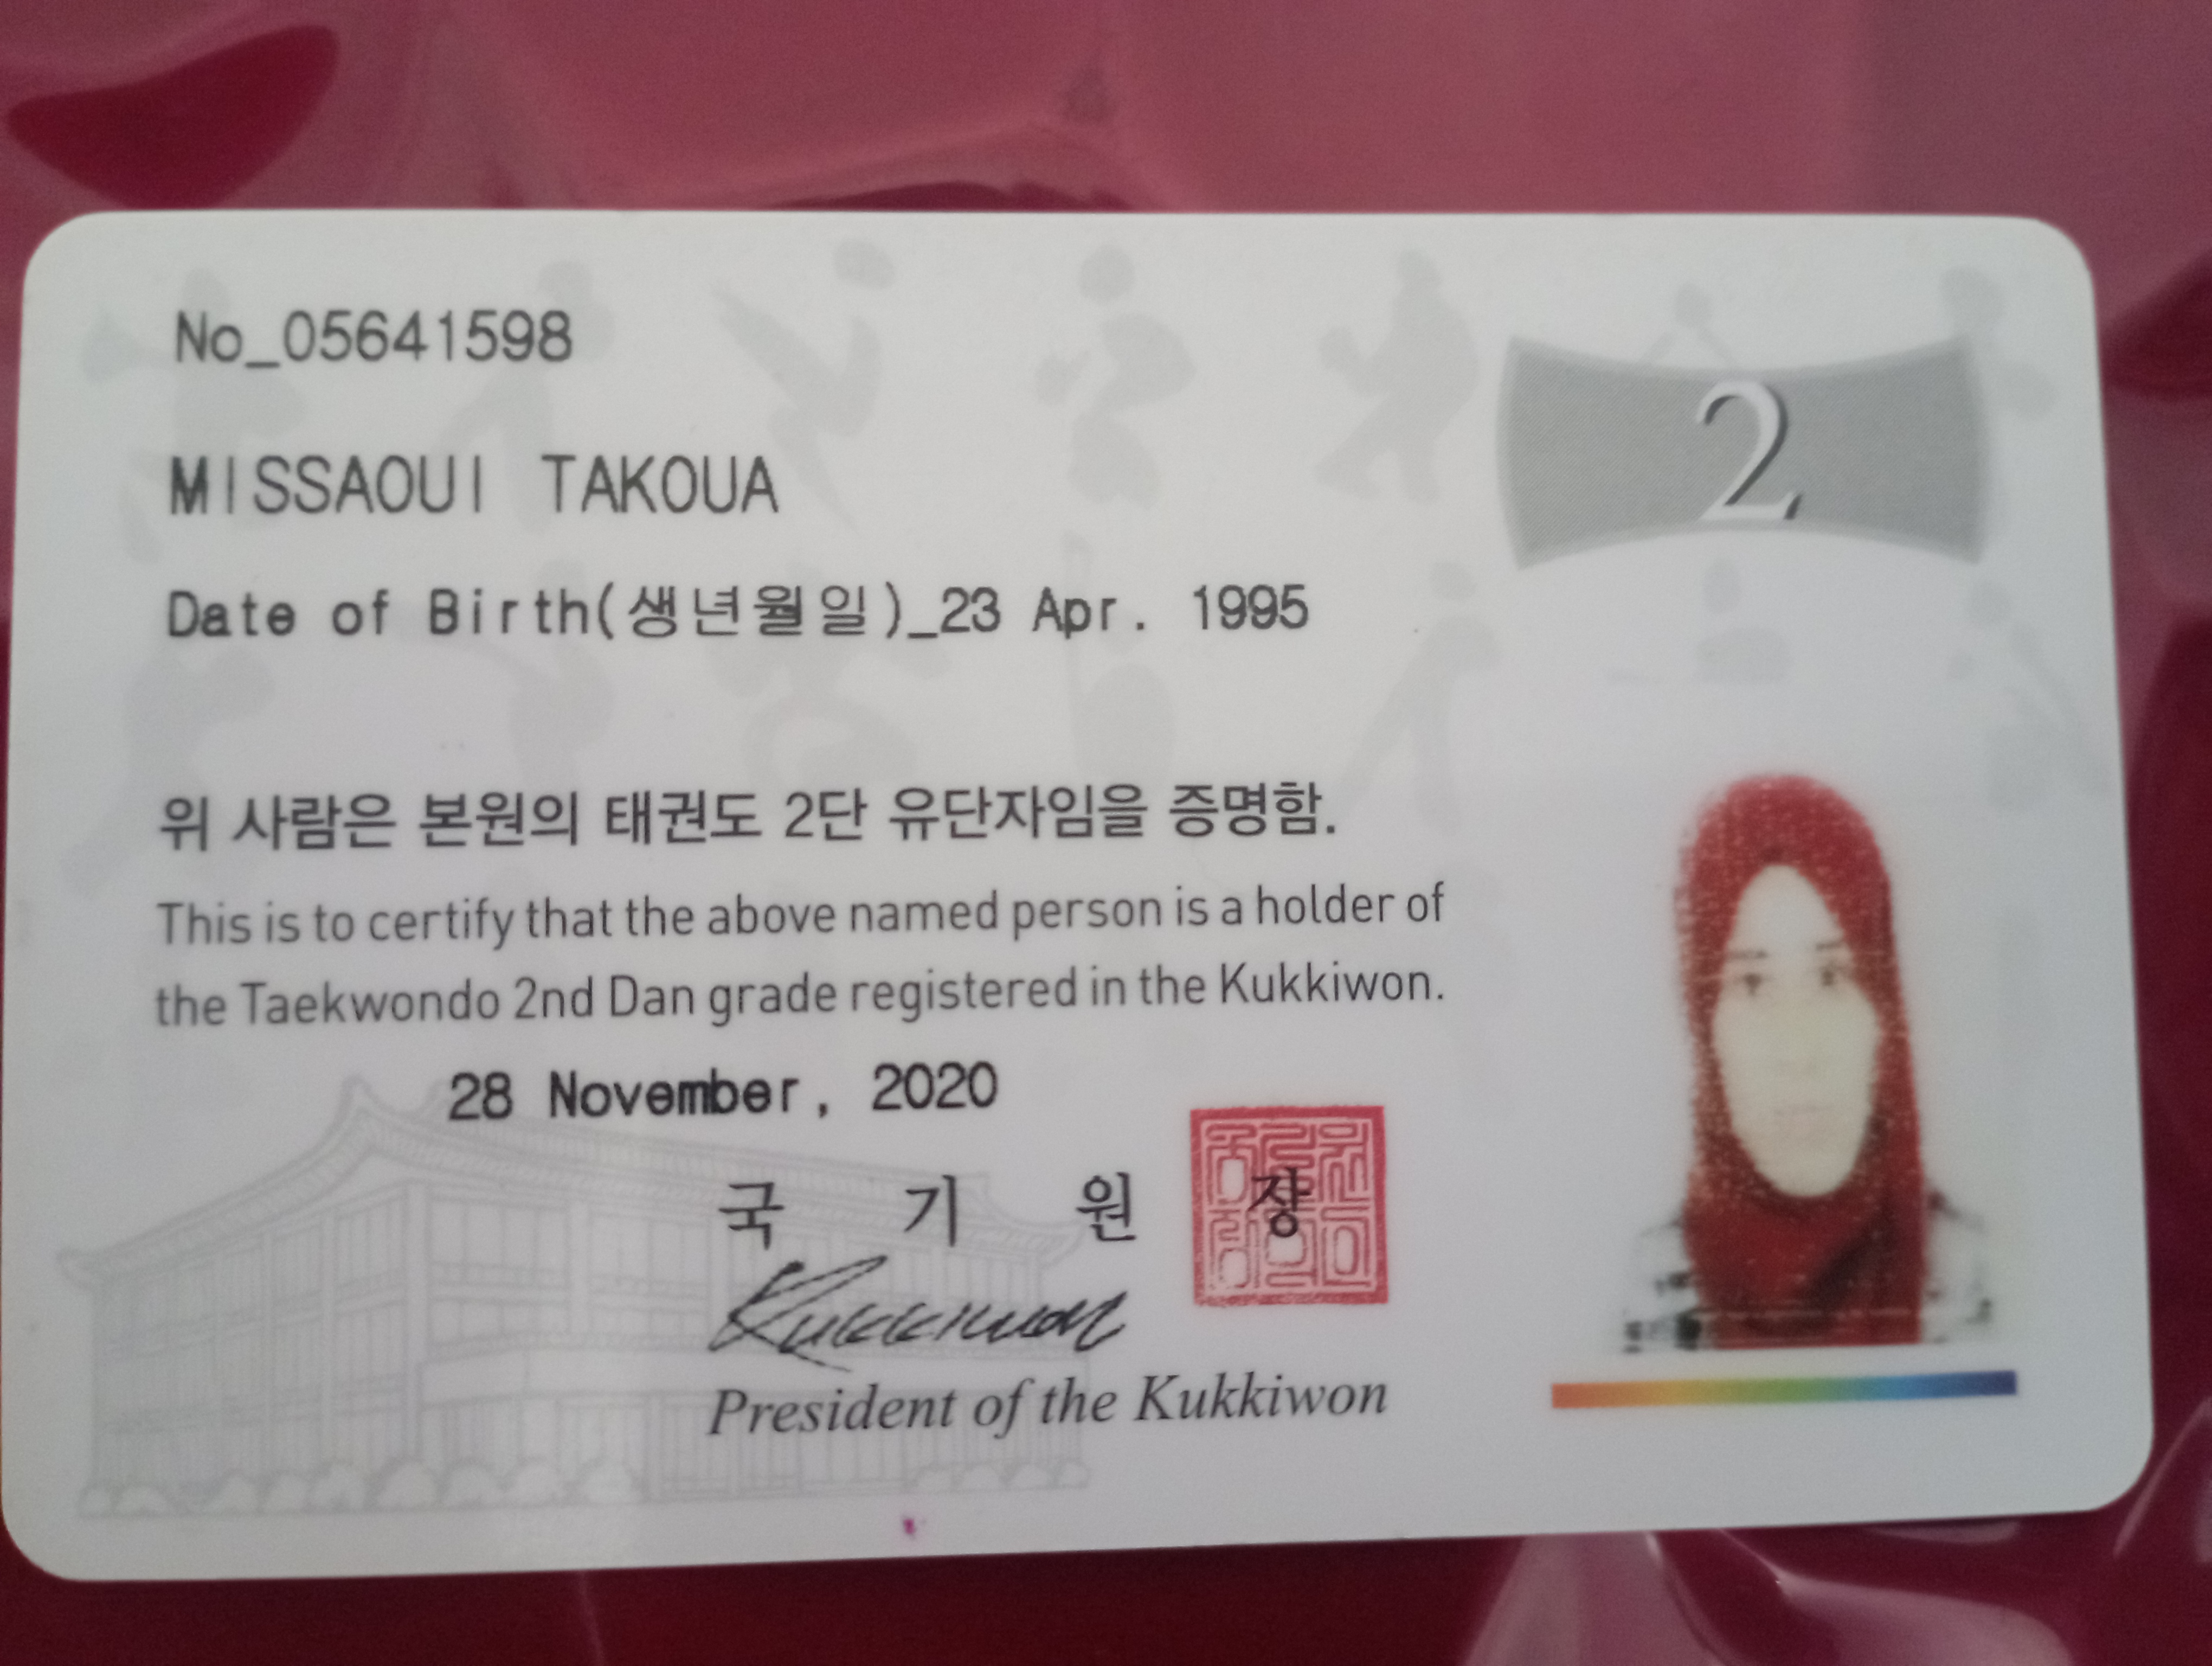 No_05641598
2
MISSAOUI TAKOUA
Date of Birth(생년월일)_23 Apr. 1995
위 사람은 본원의 태권도 2단 유단자임을 증명함.
This is to certify that the above named person is a holder of
the Taekwondo 2nd Dan grade registered in the Kukkiwon.
28 November, 2020
국 기 원 장
Kukkiwon
President of the Kukkiwon